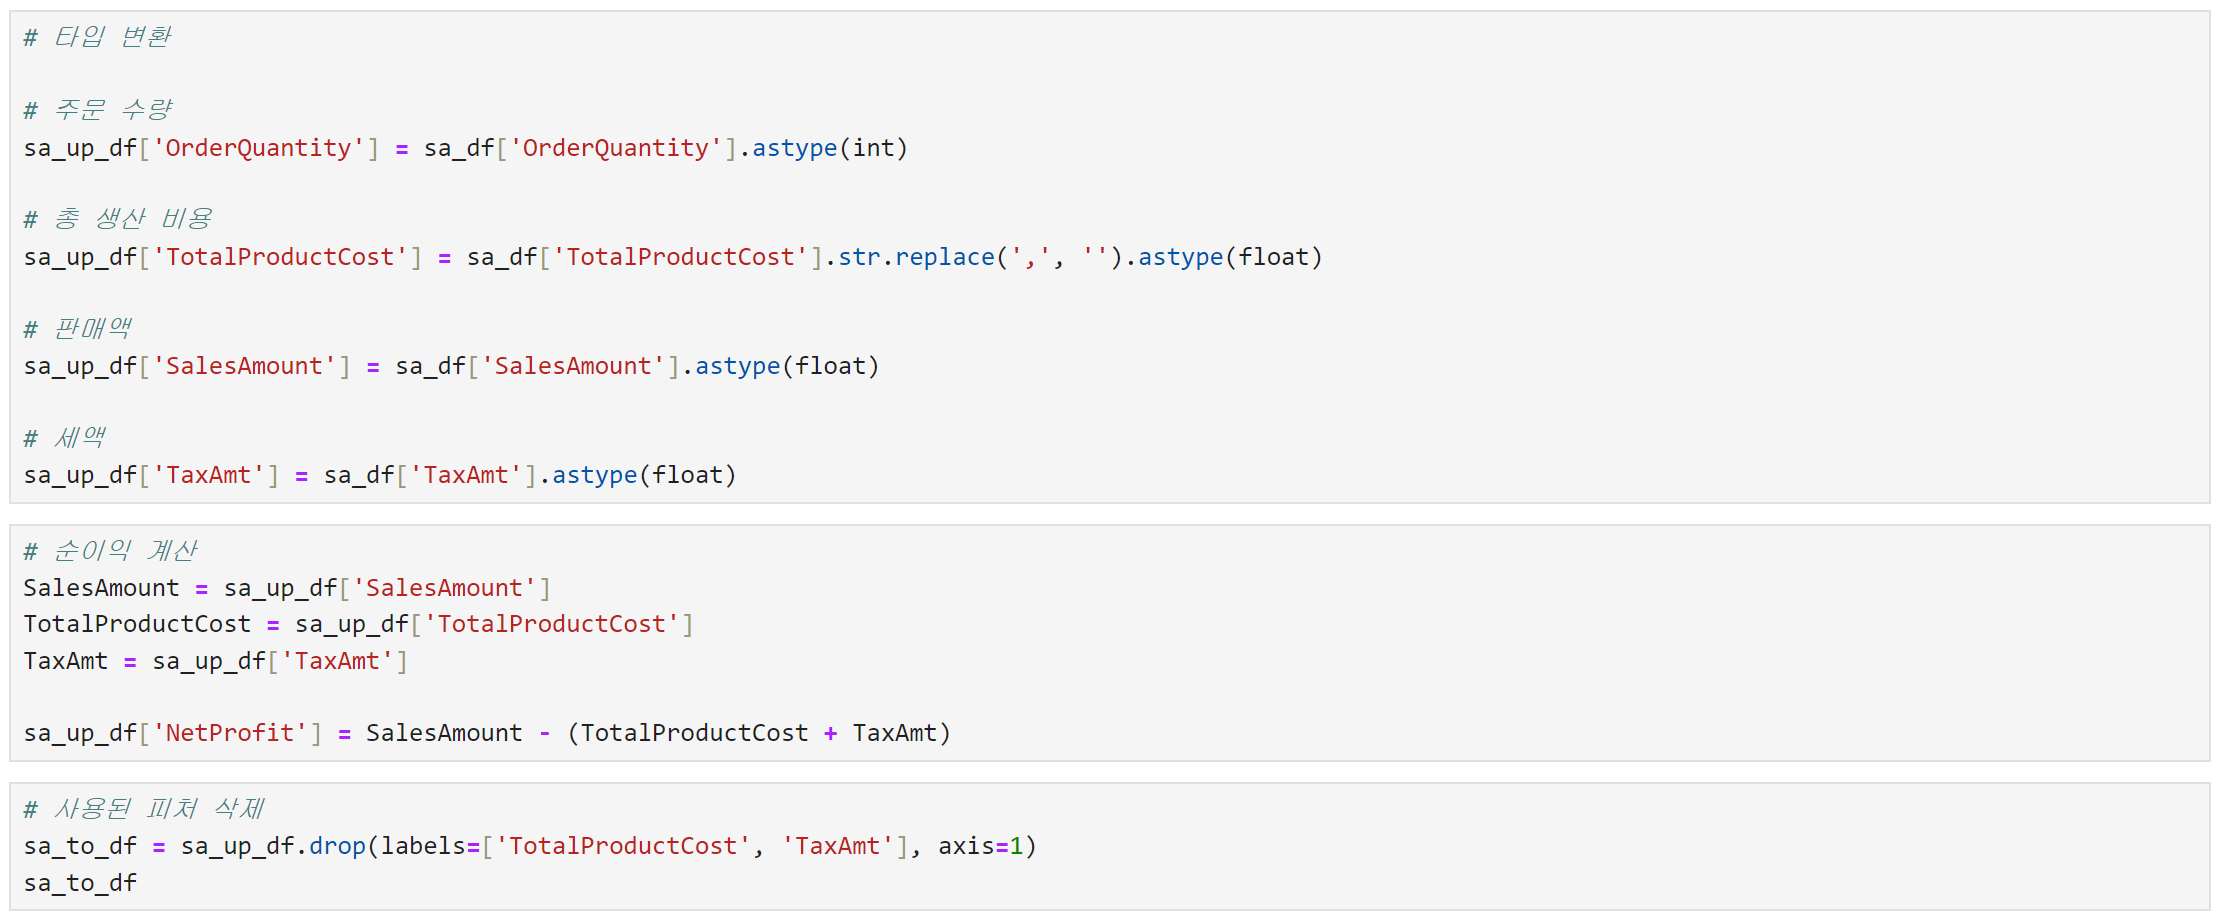 # 타입 변환
# 주문 수량
sa_up_df['OrderQuantity'] = sa_df['OrderQuantity'].astype(int)
# 총 생산 비용
sa_up_df['TotalProductCost'] = sa_df['TotalProductCost'].str.replace(',', '').astype(float)
# 판매액
sa_up_df['SalesAmount'] = sa_df['SalesAmount'].astype(float)
# 세액
sa_up_df['TaxAmt'] = sa_df['TaxAmt'].astype(float)
# 순이익 계산
SalesAmount = sa_up_df['SalesAmount']
TotalProductCost = sa_up_df['TotalProductCost']
TaxAmt = sa_up_df['TaxAmt']
sa_up_df['NetProfit'] = SalesAmount - (TotalProductCost + TaxAmt)
# 사용된 피처 삭제
sa_to_df = sa_up_df.drop(labels=['TotalProductCost', 'TaxAmt'], axis=1)
sa_to_df